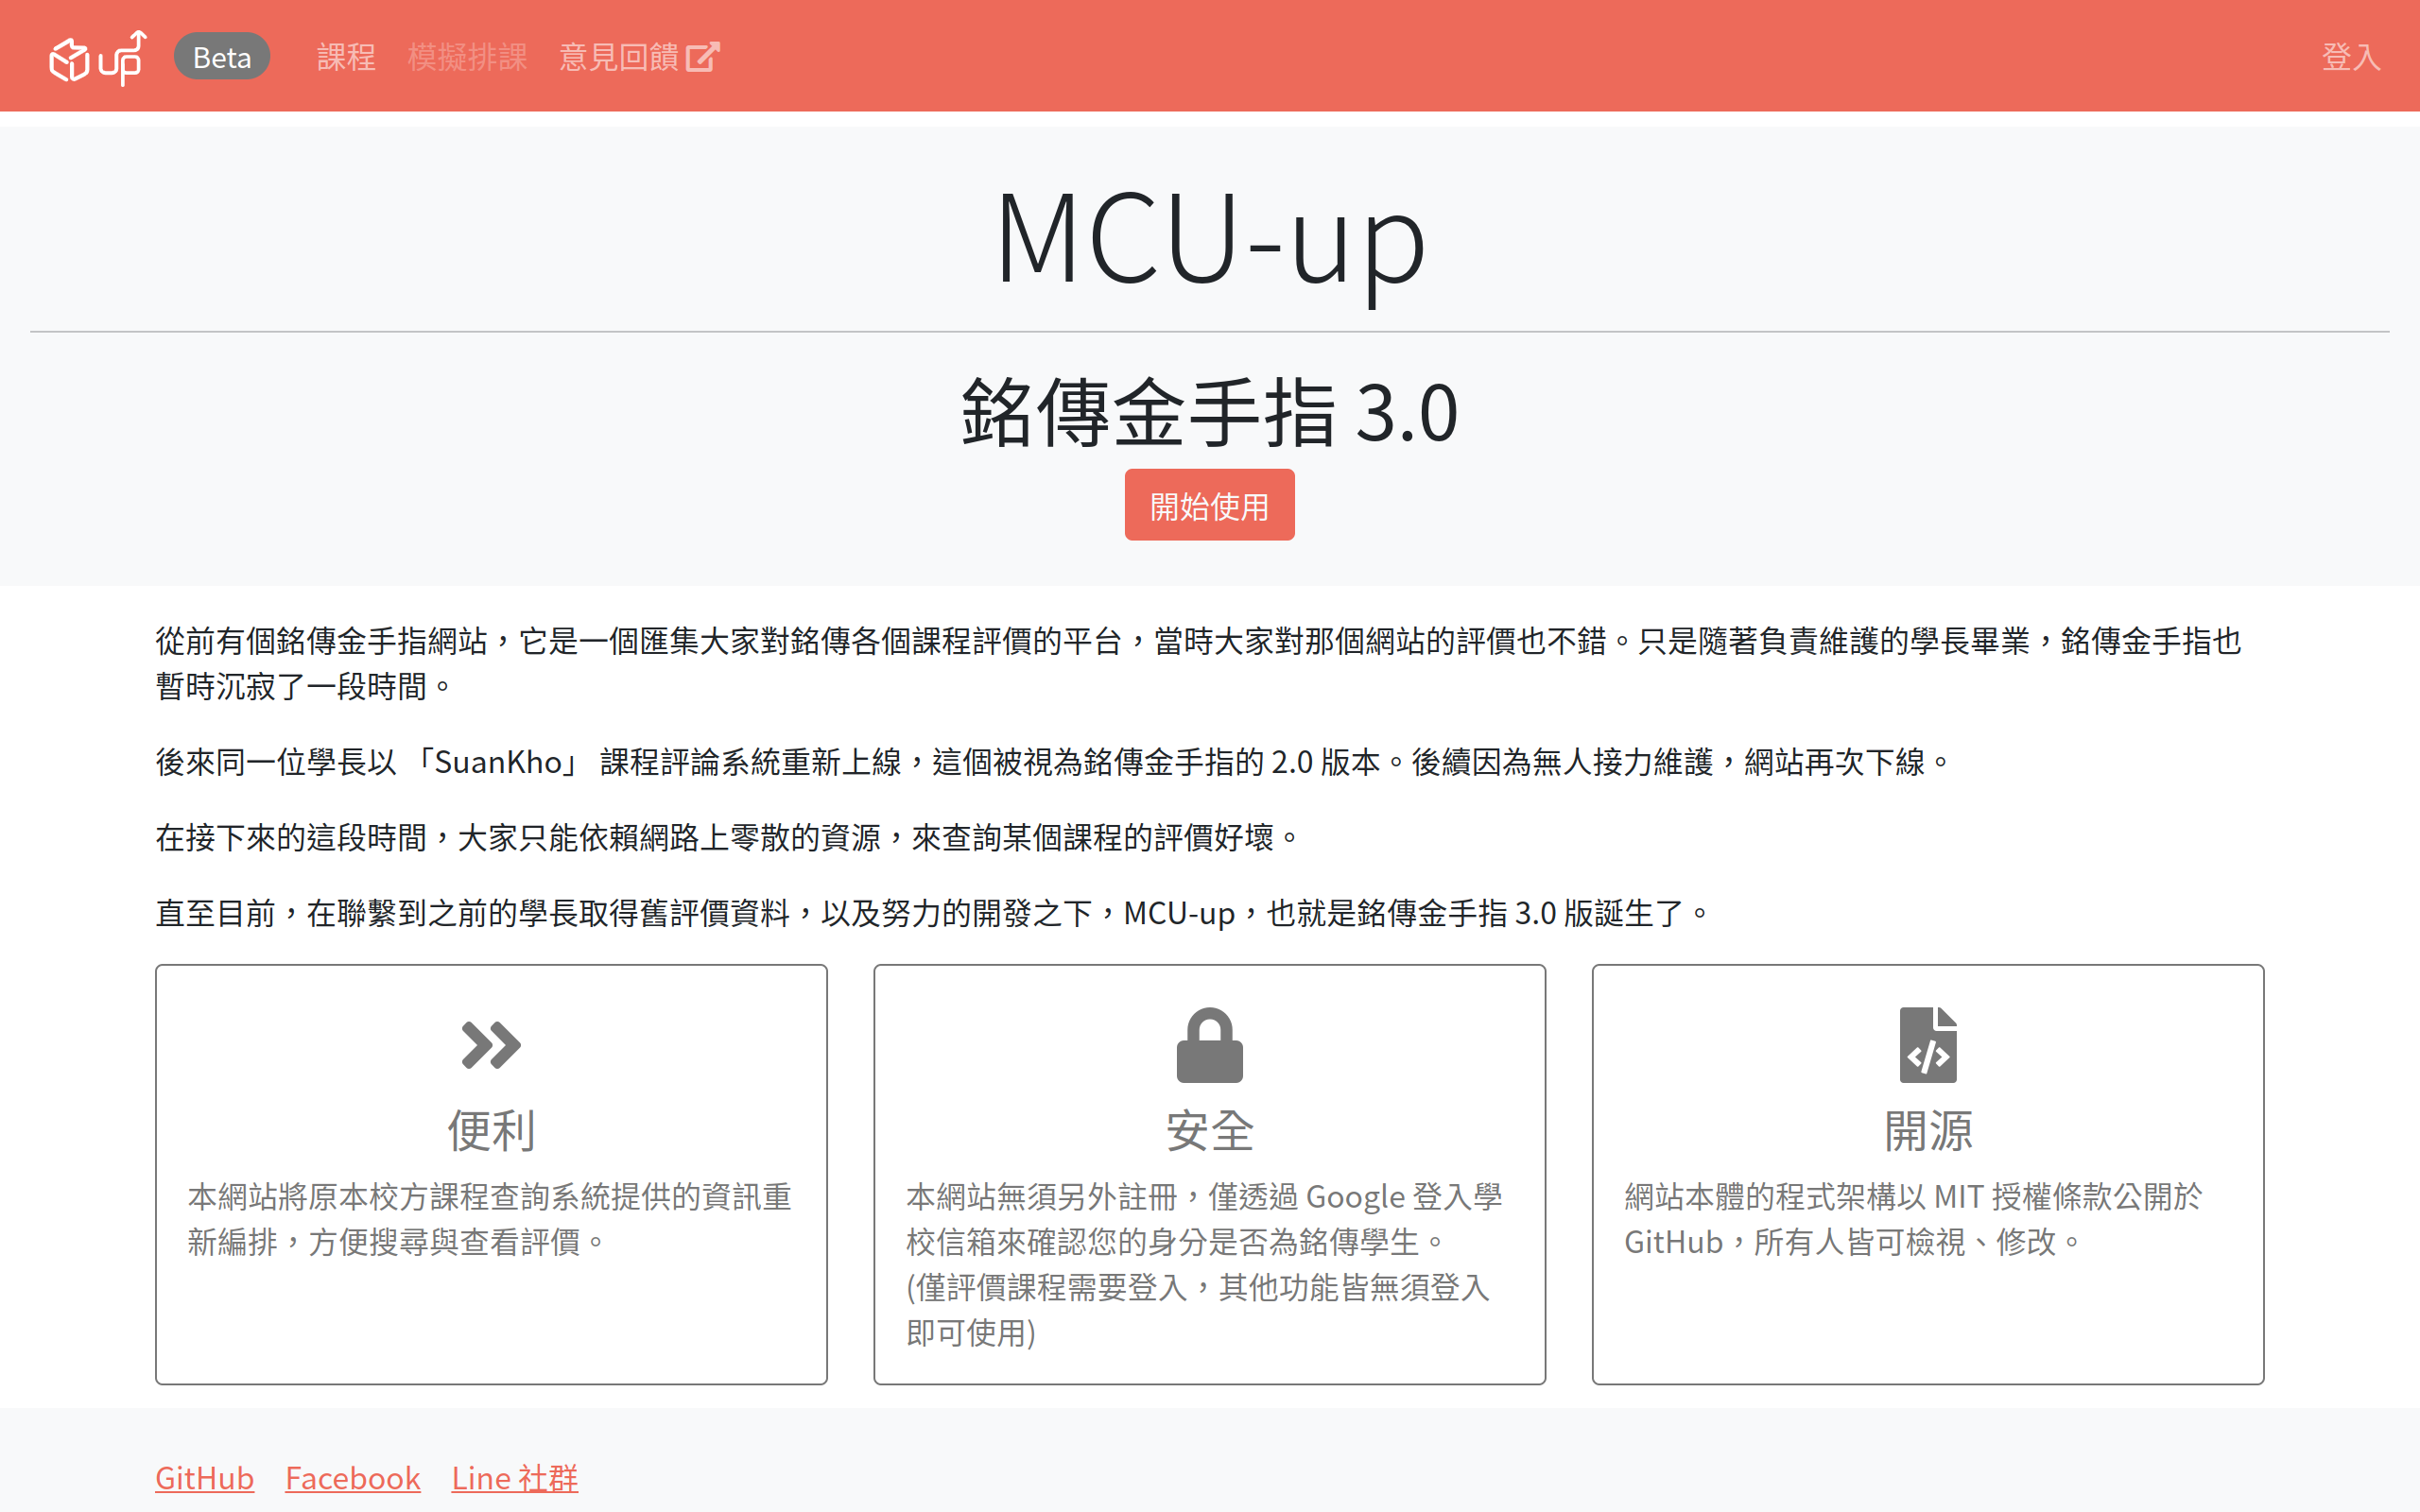 up Beta 課程 模擬排課 意見回饋 登入
MCU-up
銘傳金手指 3.0
開始使用
從前有個銘傳金手指網站，它是一個匯集大家對銘傳各個課程評價的平台，當時大家對那個網站的評價也不錯。只是隨著負責維護的學長畢業，銘傳金手指也
暫時沉寂了一段時間。
後來同一位學長以 「SuanKho」 課程評論系統重新上線，這個被視為銘傳金手指的 2.0 版本。後續因為無人接力維護，網站再次下線。
在接下來的這段時間，大家只能依賴網路上零散的資源，來查詢某個課程的評價好壞。
直至目前，在聯繫到之前的學長取得舊評價資料，以及努力的開發之下，MCU-up，也就是銘傳金手指 3.0 版誕生了。
便利
本網站將原本校方課程查詢系統提供的資訊重
新編排，方便搜尋與查看評價。
安全
本網站無須另外註冊，僅透過 Google 登入學
校信箱來確認您的身分是否為銘傳學生。
(僅評價課程需要登入，其他功能皆無須登入
即可使用)
開源
網站本體的程式架構以 MIT 授權條款公開於
GitHub，所有人皆可檢視、修改。
GitHub Facebook Line 社群